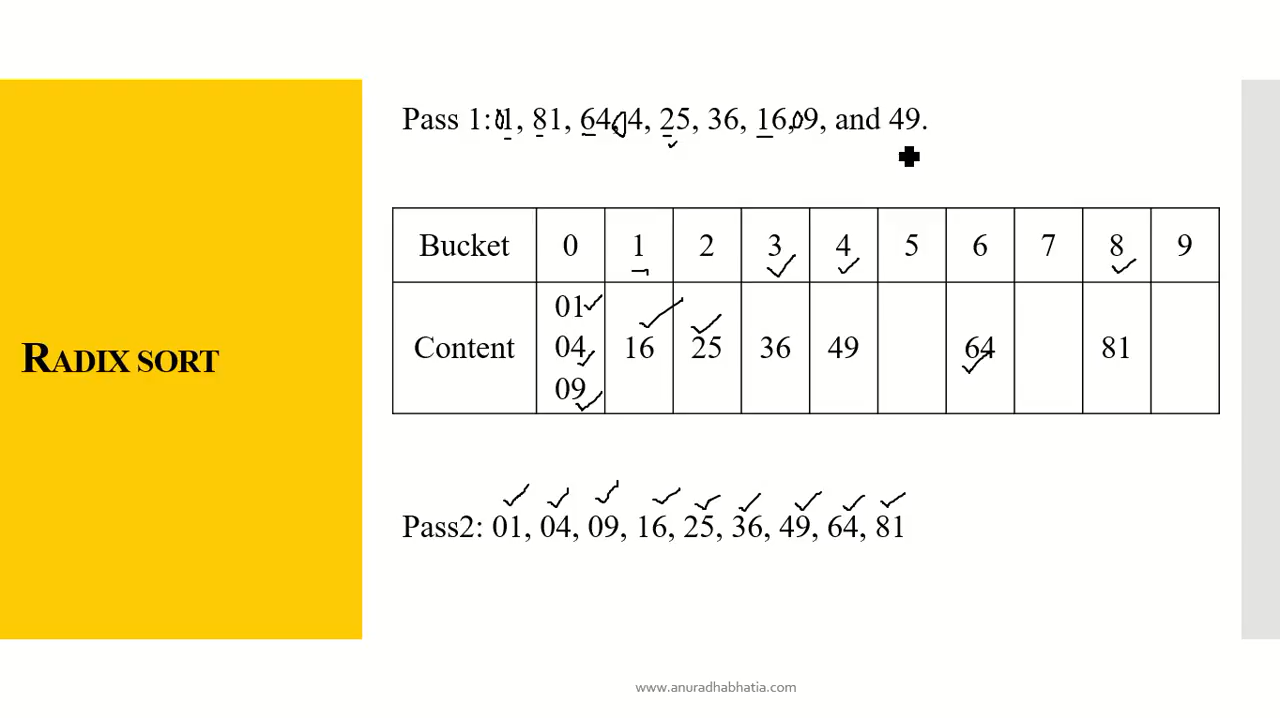 Pass 1: 01, 81, 64, 04, 25, 36, 16, 09, and 49.
Bucket 0 1 2 3 4 5 6 7 8 9
01
04
09
Content 16 25 36 49 64 81
RADIX SORT
Pass2: 01, 04, 09, 16, 25, 36, 49, 64, 81
www.anuradhabhatia.com